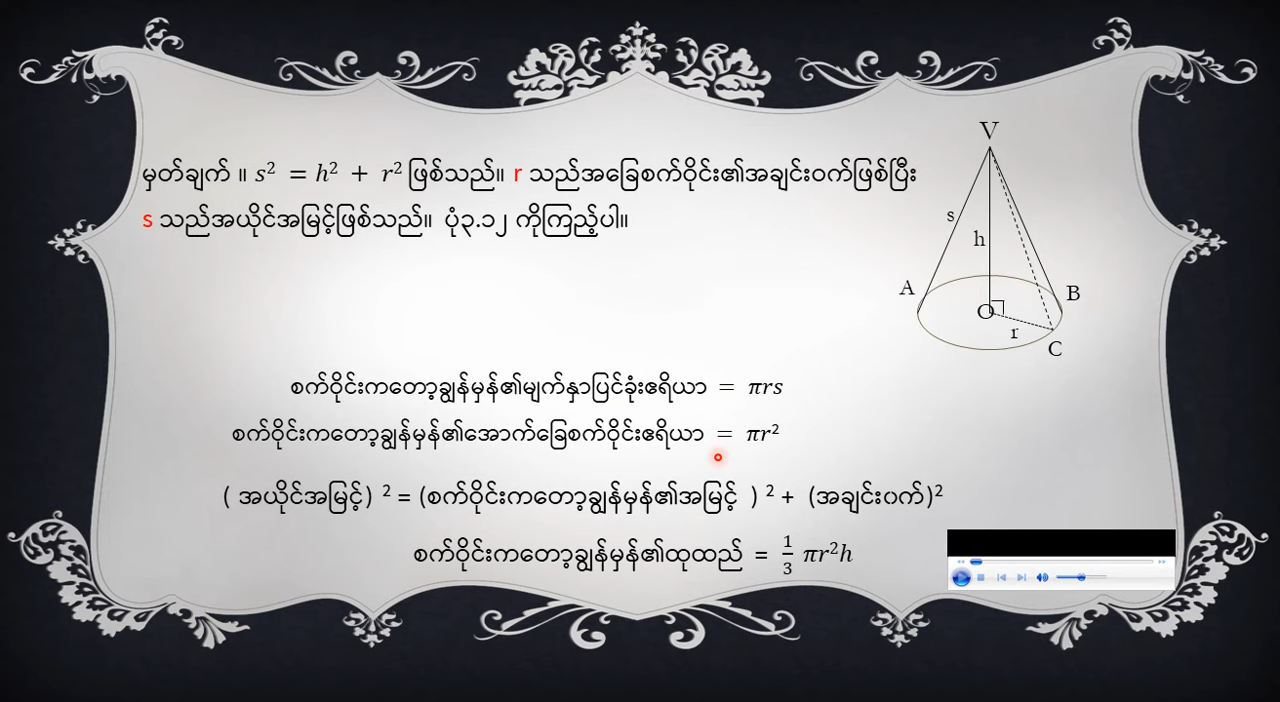 မှတ်ချက် ။ s² = h² + r² ဖြစ်သည်။ r သည်အခြေစက်ဝိုင်း၏အချင်းဝက်ဖြစ်ပြီး
s သည်အယိုင်အမြင့်ဖြစ်သည်။ ပုံ၃.၁၂ ကိုကြည့်ပါ။
V
s
h
A
B
O
r
C
စက်ဝိုင်းကတော့ချွန်မှန်၏မျက်နှာပြင်ခုံးဧရိယာ = πrs
စက်ဝိုင်းကတော့ချွန်မှန်၏အောက်ခြေစက်ဝိုင်းဧရိယာ = πr²
( အယိုင်အမြင့်) ² = (စက်ဝိုင်းကတော့ချွန်မှန်၏အမြင့် ) ² + (အချင်း၀က်)²
စက်ဝိုင်းကတော့ချွန်မှန်၏ထုထည် = 1/3 πr²h